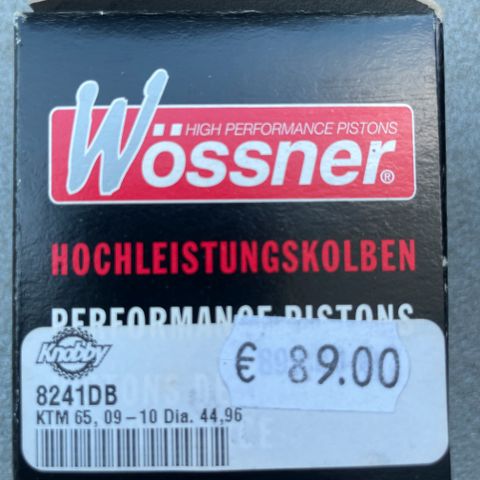 HIGH PERFORMANCE PISTONS
Wössner®
HOCHLEISTUNGSKOLBEN
PERFORMANCE PISTONS
Knobby
€ 89.00
8241DB
KTM 65, 09-10 Dia. 44,96